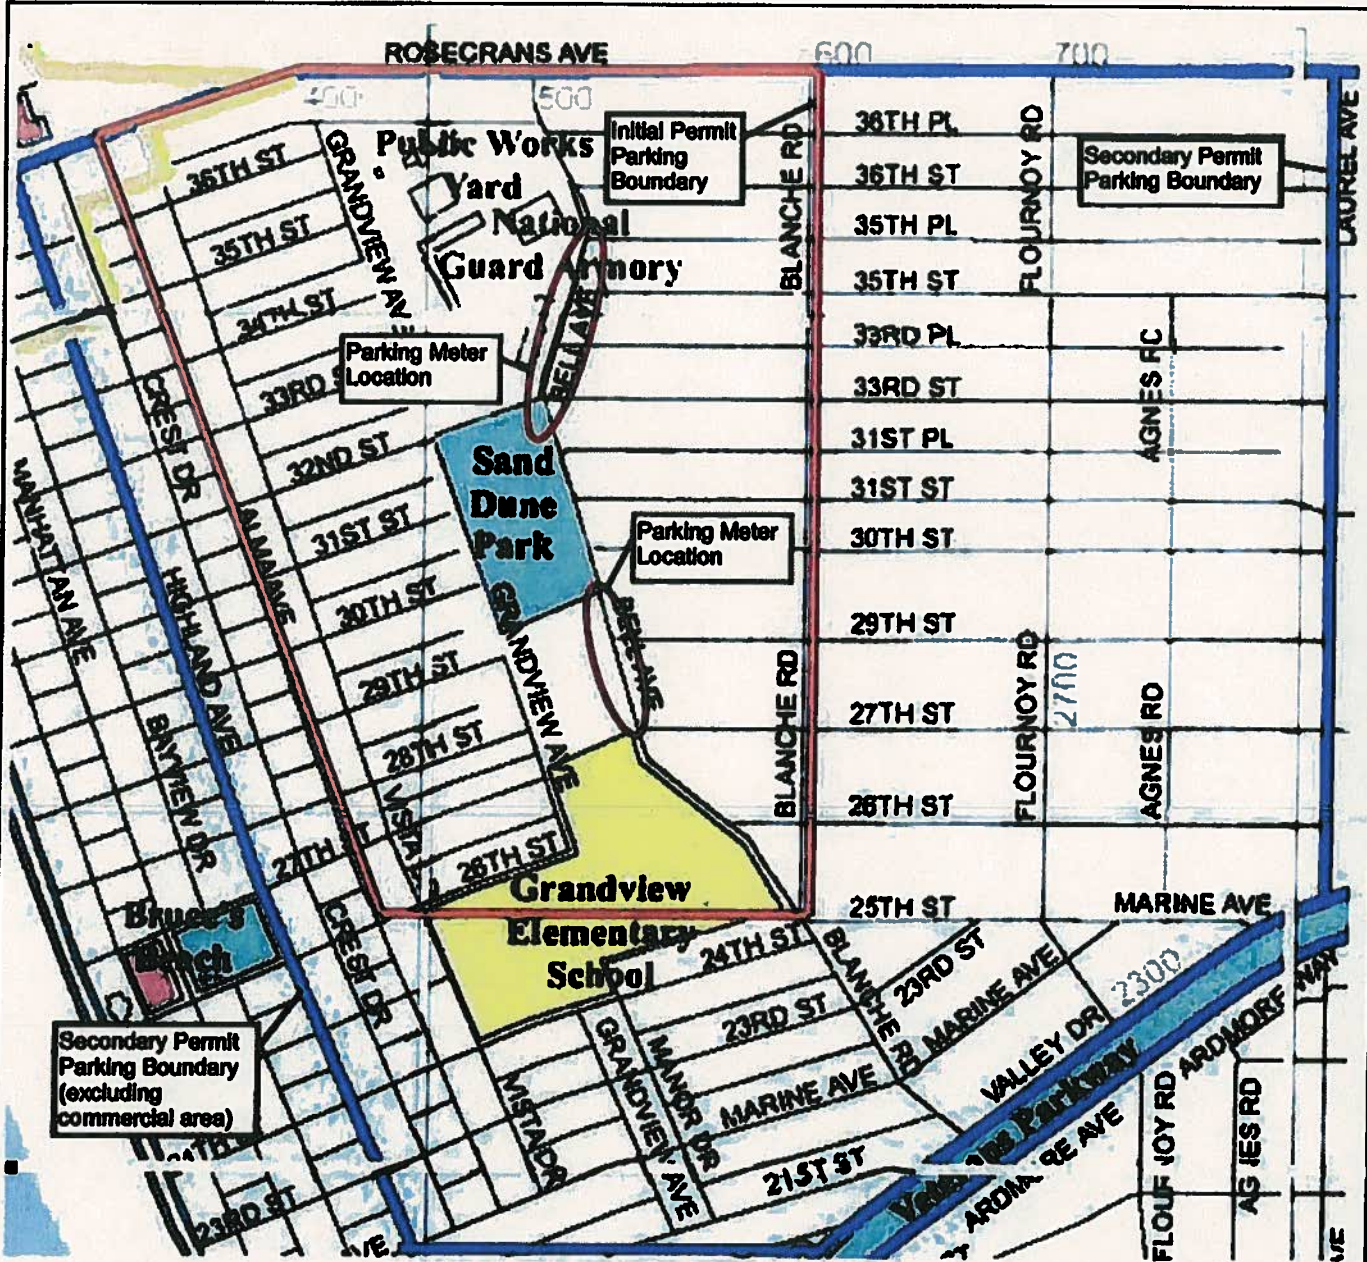 ROSECRANS AVE
600
700
400
500
Initial Permit
Parking
Boundary
Secondary Permit
Parking Boundary
LAUREL AVE
36TH PL
36TH ST
35TH PL
35TH ST
33RD PL
33RD ST
31ST PL
31ST ST
30TH ST
29TH ST
27TH ST
26TH ST
25TH ST
BLANCHE RD
BLANCHE RD
FLOURNOY RD
FLOURNOY RD
2700
AGNES RD
AGNES RD
MARINE AVE
Public Works
Yard
National
Guard Armory
36TH ST
35TH ST
34TH ST
33RD S
32ND ST
31ST ST
30TH ST
29TH ST
28TH ST
26TH ST
27TH
GRANDVIEW AV
GRANDVIEW AVE
BELL AVE
BELL AVE
Parking Meter
Location
Parking Meter
Location
Sand
Dune
Park
CREST DR
ALMA AVE
MANHATTAN AVE
HIGHLAND AVE
BAYVIEW DR
VISTA
CREST DR
Bruce's
Beach
Grandview
Elementary
School
24TH ST
23RD ST
MARINE AVE
21ST ST
BLANCHE RD
23RD ST
MARINE AVE
2300
VALLEY DR
Parkway
ARDMORE
WAY
AVE
VISTA DR
GRANDVIEW AVE
MANOR DR
Secondary Permit
Parking Boundary
(excluding
commercial area)
23RD ST